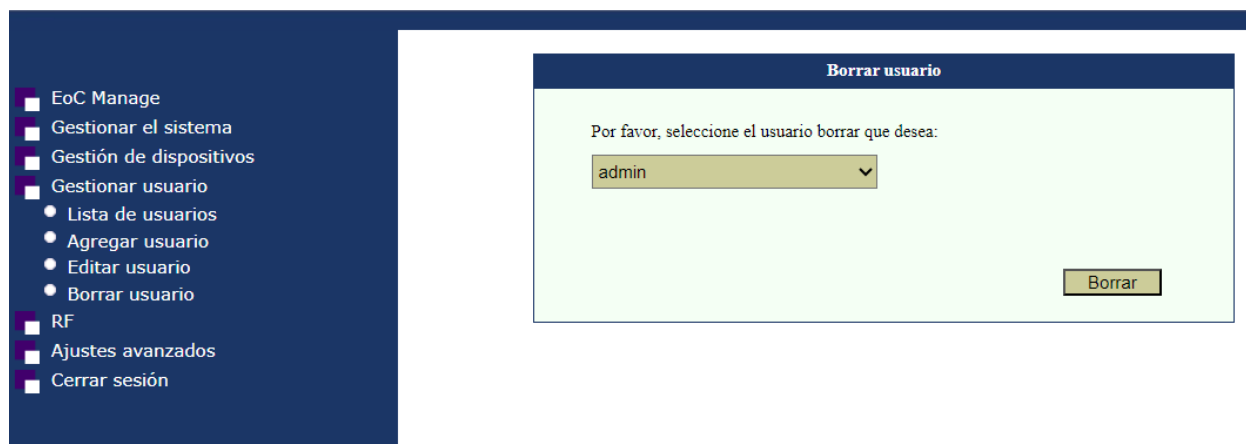 EoC Manage
Gestionar el sistema
Gestión de dispositivos
Gestionar usuario
Lista de usuarios
Agregar usuario
Editar usuario
Borrar usuario
RF
Ajustes avanzados
Cerrar sesión
Borrar usuario
Por favor, seleccione el usuario borrar que desea:
admin
Borrar